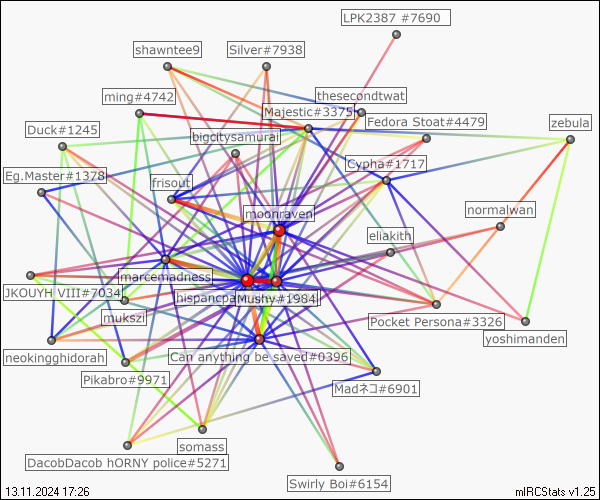 LPK2387 #7690
shawntee9
Silver#7938
thesecondtwat
ming#4742
Majestic#3375
Fedora Stoat#4479
zebula
Duck#1245
bigcitysamurai
Cypha#1717
Eg.Master#1378
frisout
moonraven
normalwan
eliakith
marcemadness
JKOUYH VIII#7034
hispancpa
Mushy#1984
mukszi
Pocket Persona#3326
yoshimanden
neokingghidorah
Can anything be saved#0396
Pikabro#9971
Madネコ#6901
somass
DacobDacob hORNY police#5271
Swirly Boi#6154
13.11.2024 17:26
mIRCStats v1.25